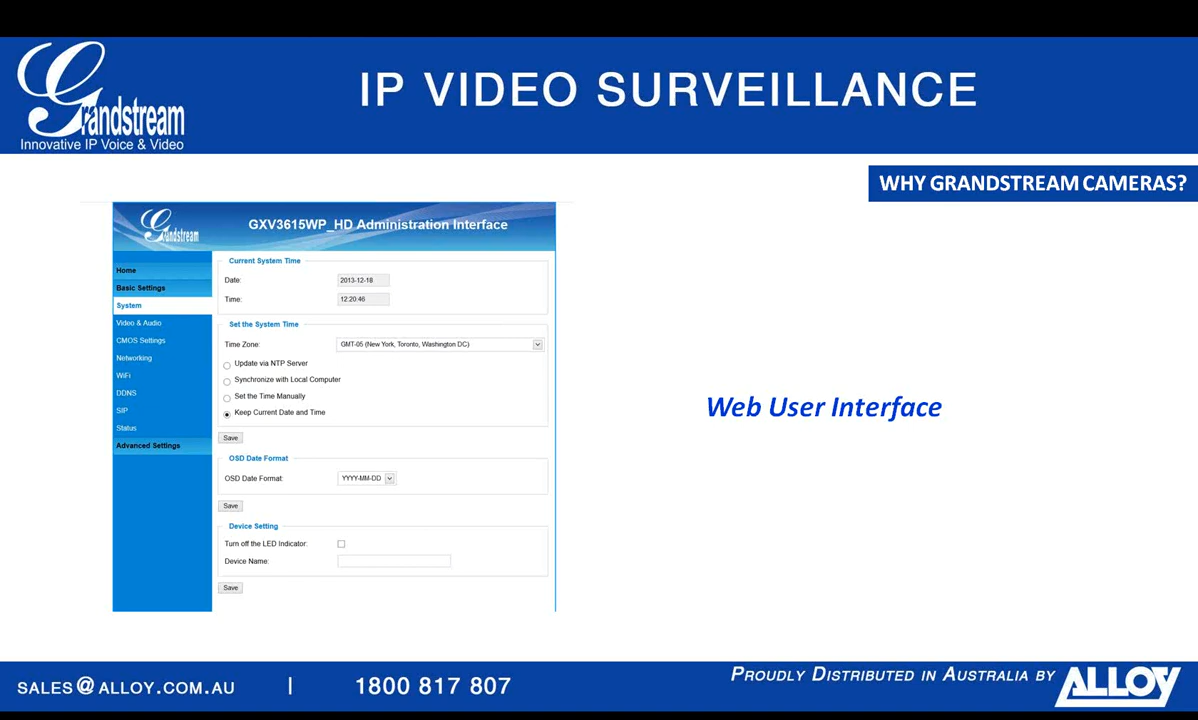 Grandstream
Innovative IP Voice & Video
IP VIDEO SURVEILLANCE
WHY GRANDSTREAM CAMERAS?
Grandstream
GXV3615WP_HD Administration Interface
Home
Basic Settings
System
Video & Audio
CMOS Settings
Networking
WiFi
DDNS
SIP
Status
Advanced Settings
Current System Time
Date: 2013-12-18
Time: 12:20:46
Set the System Time
Time Zone: GMT-05 (New York, Toronto, Washington DC)
Update via NTP Server
Synchronize with Local Computer
Set the Time Manually
Keep Current Date and Time
Save
OSD Date Format
OSD Date Format: YYYY-MM-DD
Save
Device Setting
Turn off the LED Indicator:
Device Name:
Save
Web User Interface
SALES@ALLOY.COM.AU | 1800 817 807
PROUDLY DISTRIBUTED IN AUSTRALIA BY ALLOY